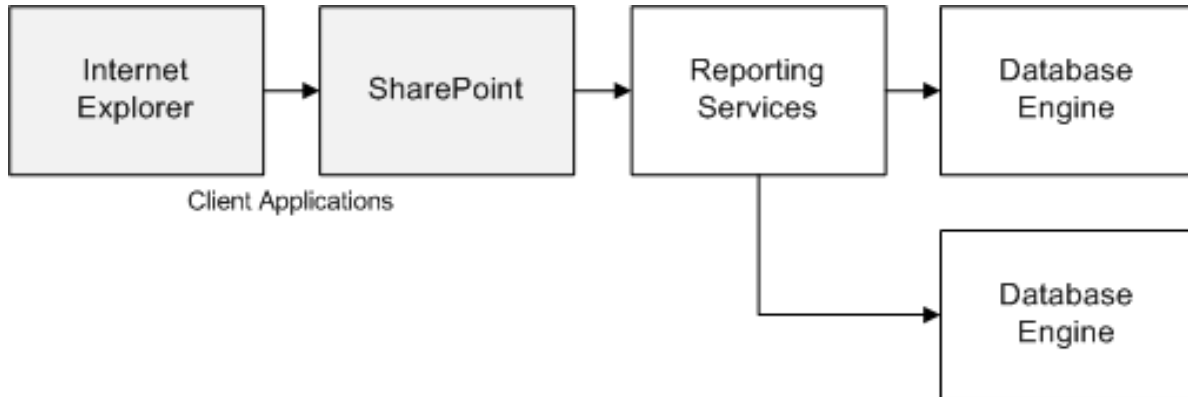 Internet
Explorer
SharePoint
Reporting
Services
Database
Engine
Client Applications
Database
Engine